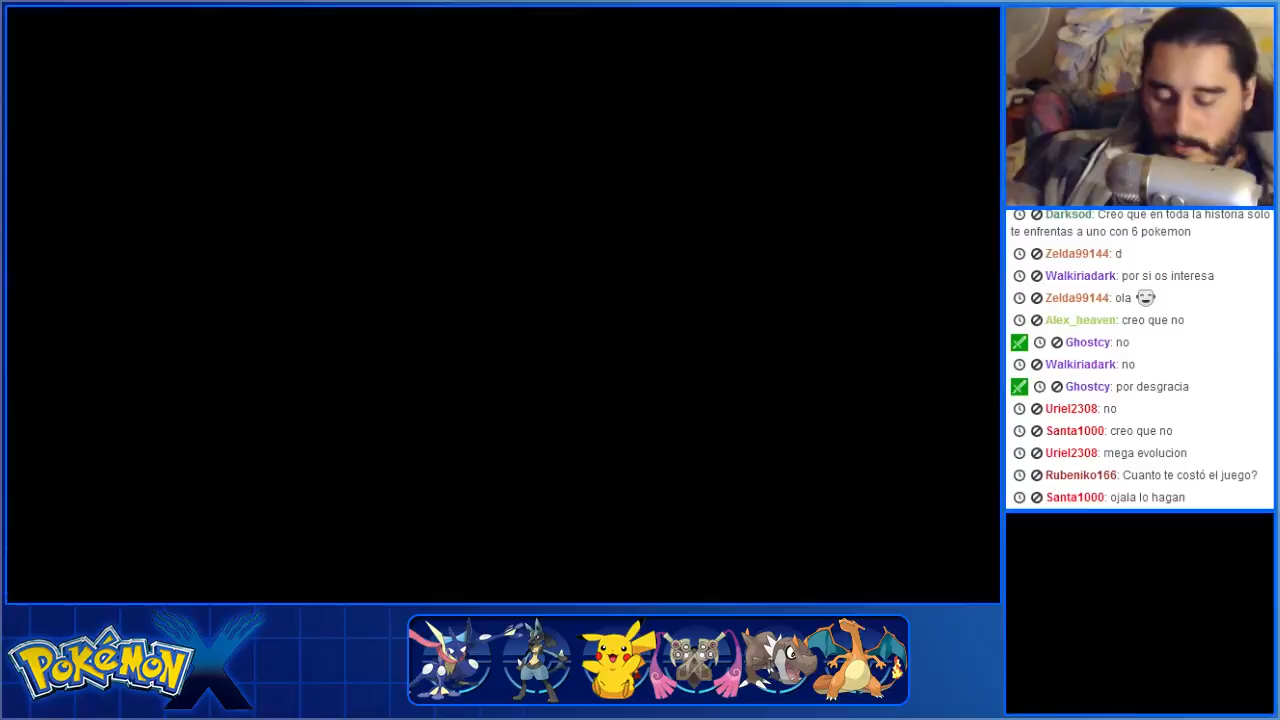 Darksod: Creo que en toda la historia solo
te enfrentas a uno con 6 pokemon
Zelda99144: d
Walkiriadark: por si os interesa
Zelda99144: ola
Alex_heaven: creo que no
Ghostcy: no
Walkiriadark: no
Ghostcy: por desgracia
Uriel2308: no
Santa1000: creo que no
Uriel2308: mega evolucion
Rubeniko166: Cuanto te costó el juego?
Santa1000: ojala lo hagan
POKéMON X